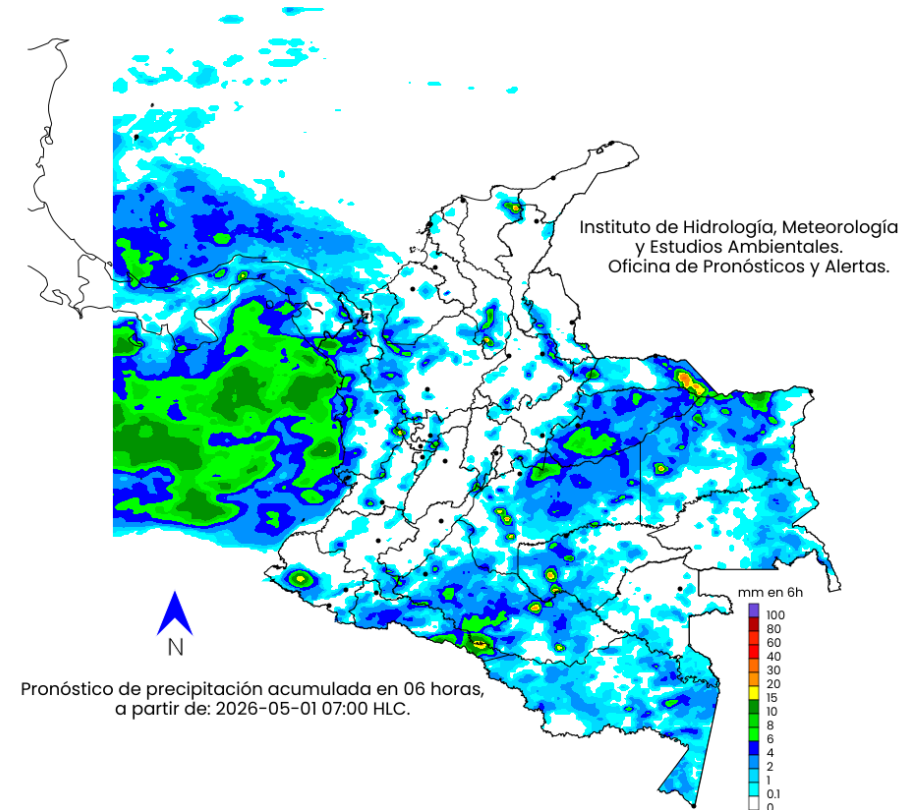 Instituto de Hidrología, Meteorología
y Estudios Ambientales.
Oficina de Pronósticos y Alertas.
mm en 6h
100
80
60
40
30
20
15
10
8
6
4
2
1
0.1
0
N
Pronóstico de precipitación acumulada en 06 horas,
a partir de: 2026-05-01 07:00 HLC.